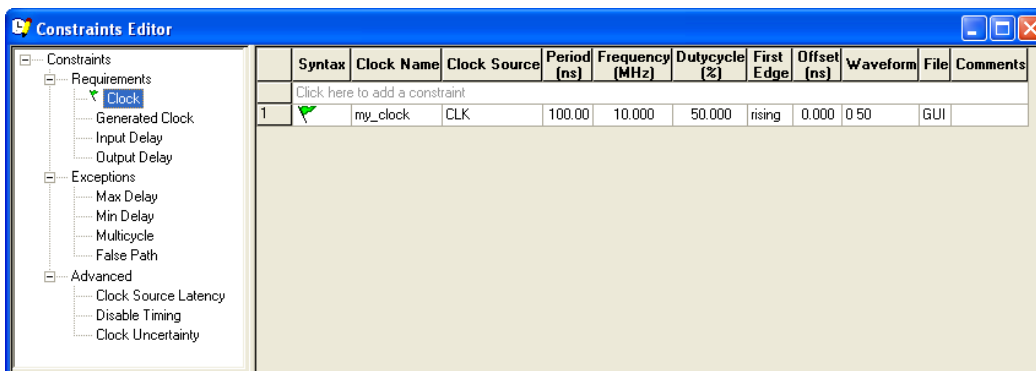 Constraints Editor
Constraints
Requirements
Clock
Generated Clock
Input Delay
Output Delay
Exceptions
Max Delay
Min Delay
Multicycle
False Path
Advanced
Clock Source Latency
Disable Timing
Clock Uncertainty
Syntax Clock Name Clock Source Period (ns) Frequency (MHz) Dutycycle (%) First Edge Offset (ns) Waveform File Comments
Click here to add a constraint
1 my_clock CLK 100.00 10.000 50.000 rising 0.000 0 50 GUI